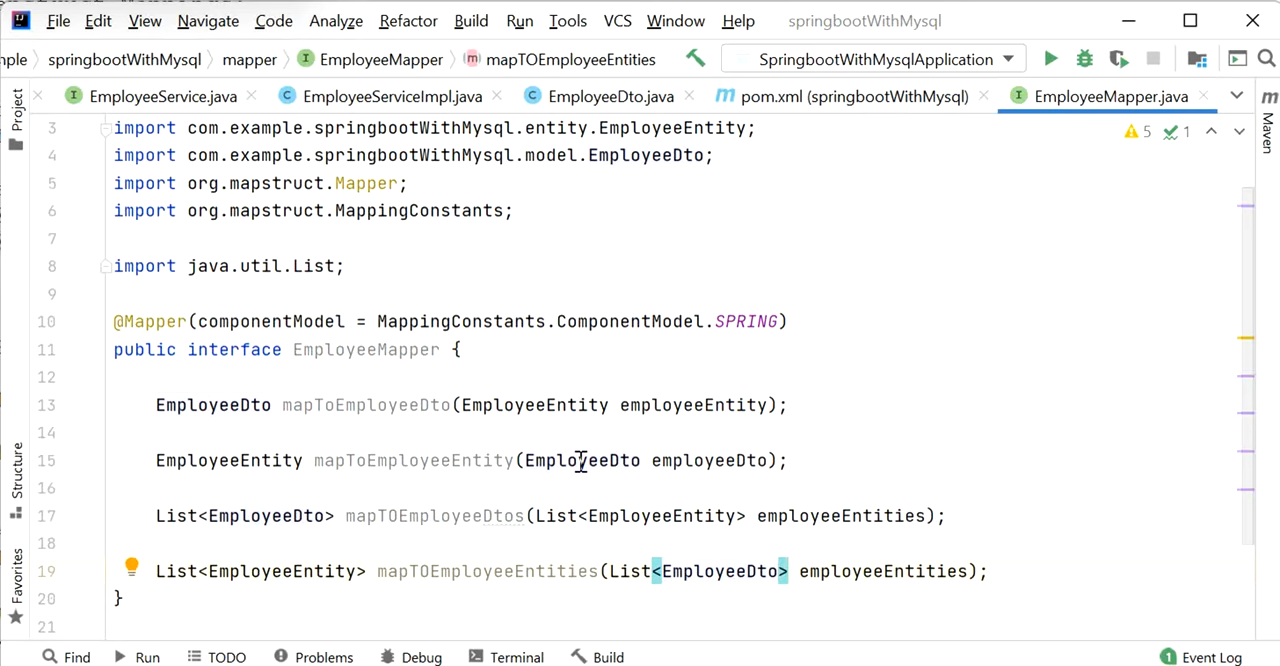 File Edit View Navigate Code Analyze Refactor Build Run Tools VCS Window Help springbootWithMysql
ple springbootWithMysql mapper EmployeeMapper mapTOEmployeeEntities SpringbootWithMysqlApplication
EmployeeService.java EmployeeServiceImpl.java EmployeeDto.java pom.xml (springbootWithMysql) EmployeeMapper.java
Project
Structure
Favorites
Maven
5 1
3 import com.example.springbootWithMysql.entity.EmployeeEntity;
4 import com.example.springbootWithMysql.model.EmployeeDto;
5 import org.mapstruct.Mapper;
6 import org.mapstruct.MappingConstants;
7
8 import java.util.List;
9
10 @Mapper(componentModel = MappingConstants.ComponentModel.SPRING)
11 public interface EmployeeMapper {
12
13 EmployeeDto mapToEmployeeDto(EmployeeEntity employeeEntity);
14
15 EmployeeEntity mapToEmployeeEntity(EmployeeDto employeeDto);
16
17 List<EmployeeDto> mapTOEmployeeDtos(List<EmployeeEntity> employeeEntities);
18
19 List<EmployeeEntity> mapTOEmployeeEntities(List<EmployeeDto> employeeEntities);
20 }
21
Find Run TODO Problems Debug Terminal Build 1 Event Log